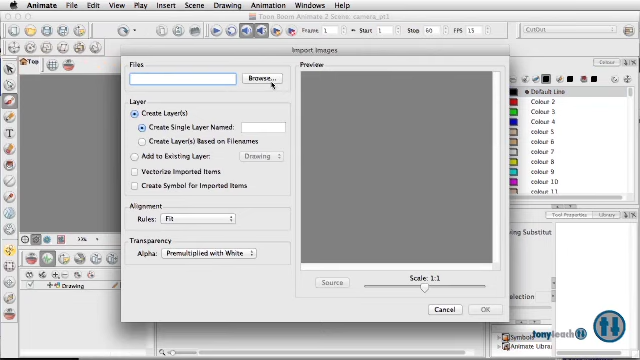 Animate File Edit View Play Insert Scene Drawing Animation Windows Help
Toon Boom Animate 2 Scene: camera_pt1
Frame 1 Start 1 Stop 60 FPS 15
CutOut
Top
Import Images
Files
Browse...
Layer
Create Layer(s)
Create Single Layer Named:
Create Layer(s) Based on Filenames
Add to Existing Layer: Drawing
Vectorize Imported Items
Create Symbol for Imported Items
Alignment
Rules: Fit
Transparency
Alpha: Premultiplied with White
Preview
Scale: 1:1
Source
Cancel
OK
Colour
Default Line
Colour 2
Colour 3
Colour 4
colour 5
colour 6
colour 7
colour 8
colour 9
colour 10
colour 11
Tool Properties Library
Drawing Substitut
election
Symbols
Animate Library
Drawing
tonyteach